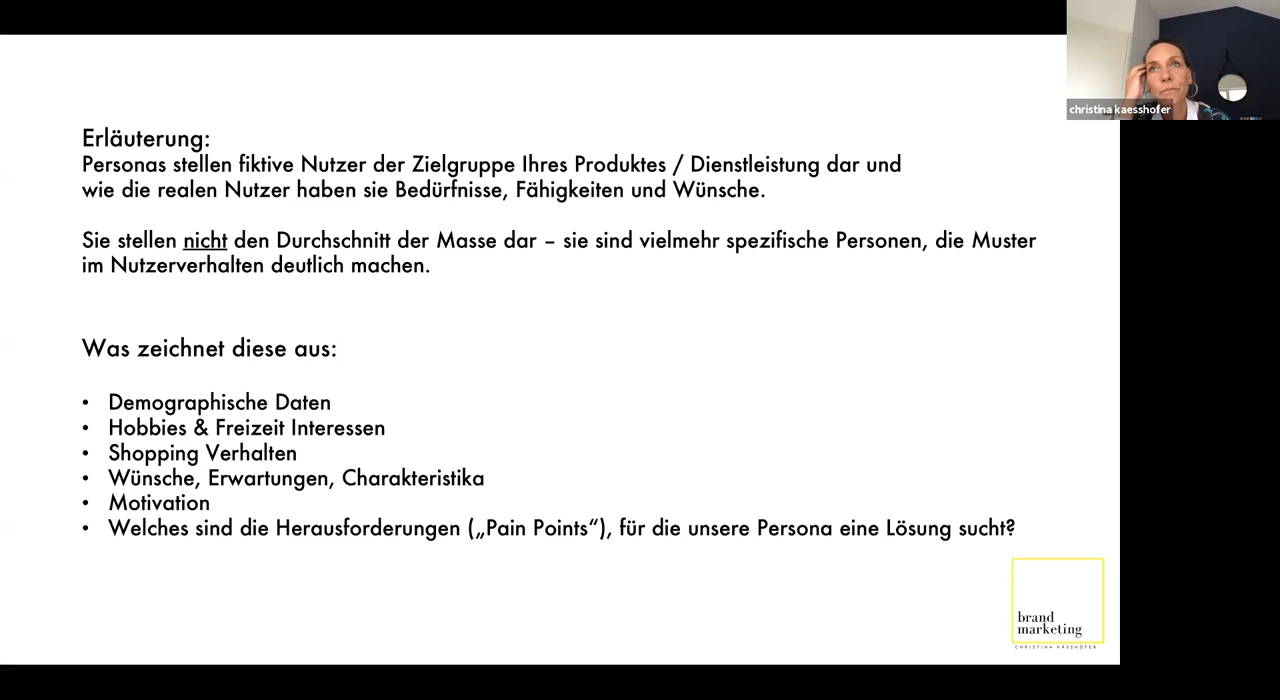 christina kaesshofer
Erläuterung:
Personas stellen fiktive Nutzer der Zielgruppe Ihres Produktes / Dienstleistung dar und
wie die realen Nutzer haben sie Bedürfnisse, Fähigkeiten und Wünsche.
Sie stellen nicht den Durchschnitt der Masse dar – sie sind vielmehr spezifische Personen, die Muster
im Nutzerverhalten deutlich machen.
Was zeichnet diese aus:
• Demographische Daten
• Hobbies & Freizeit Interessen
• Shopping Verhalten
• Wünsche, Erwartungen, Charakteristika
• Motivation
• Welches sind die Herausforderungen („Pain Points“), für die unsere Persona eine Lösung sucht?
brand
marketing
CHRISTINA KÄSSHOFER